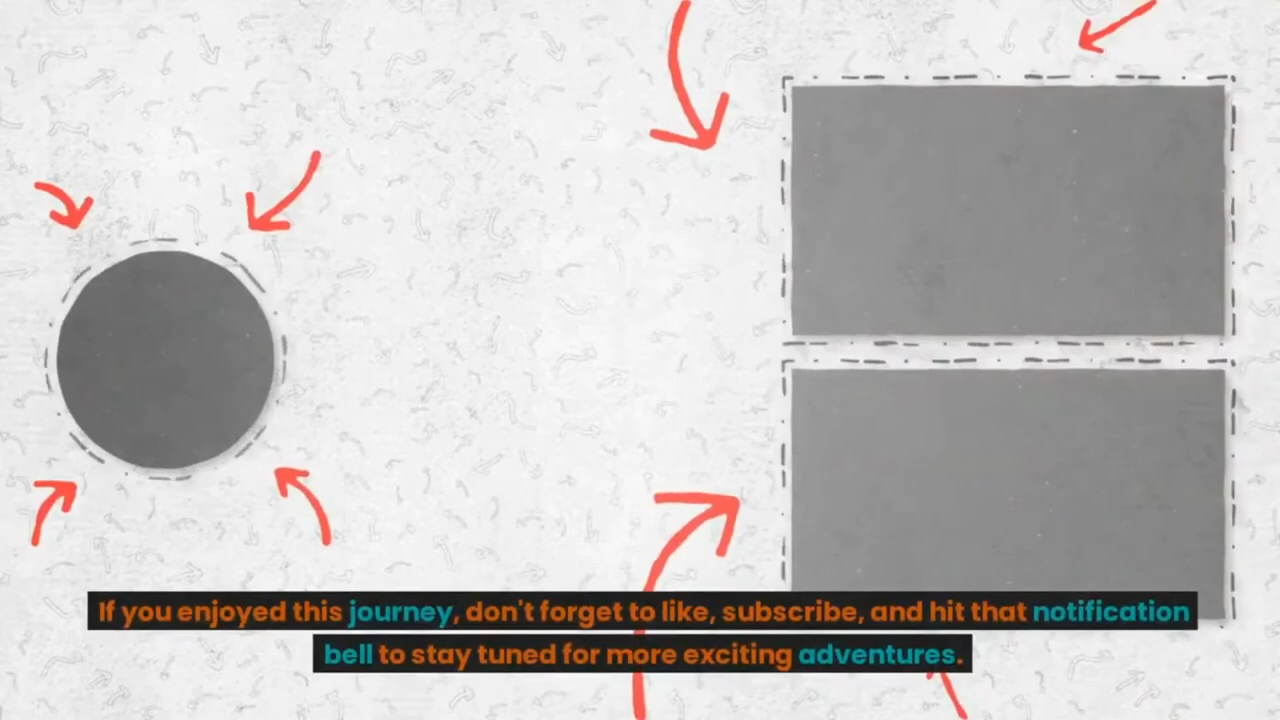 If you enjoyed this journey, don't forget to like, subscribe, and hit that notification
bell to stay tuned for more exciting adventures.